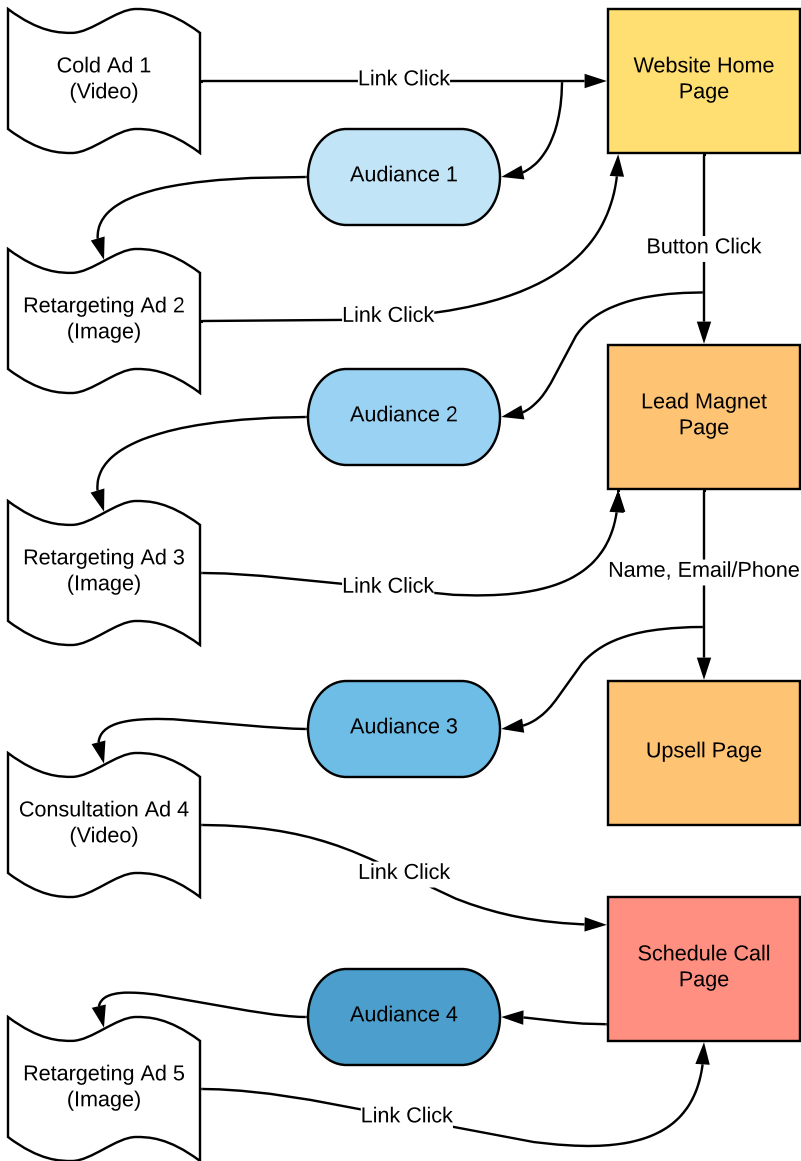 Cold Ad 1
(Video)
Link Click
Website Home
Page
Audiance 1
Button Click
Retargeting Ad 2
(Image)
Link Click
Audiance 2
Lead Magnet
Page
Retargeting Ad 3
(Image)
Link Click
Name, Email/Phone
Audiance 3
Upsell Page
Consultation Ad 4
(Video)
Link Click
Schedule Call
Page
Audiance 4
Retargeting Ad 5
(Image)
Link Click